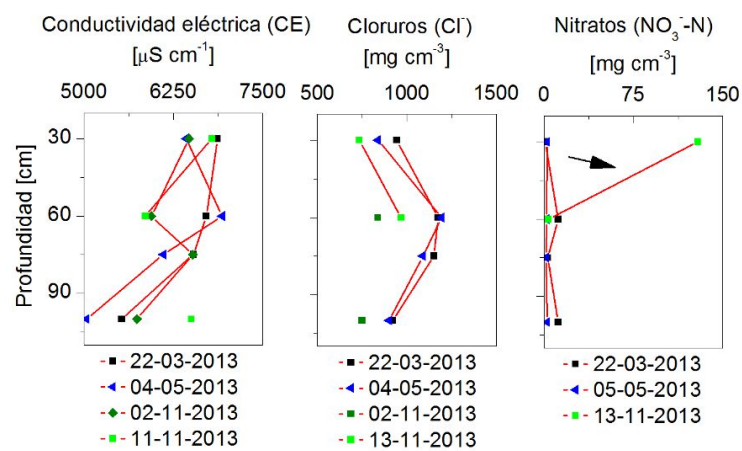 Conductividad eléctrica (CE)
[μS cm⁻¹]
5000 6250 7500
Profundidad [cm]
30
60
90
22-03-2013
04-05-2013
02-11-2013
11-11-2013
Cloruros (Cl⁻)
[mg cm⁻³]
500 1000 1500
22-03-2013
04-05-2013
02-11-2013
13-11-2013
Nitratos (NO₃⁻-N)
[mg cm⁻³]
0 75 150
22-03-2013
05-05-2013
13-11-2013